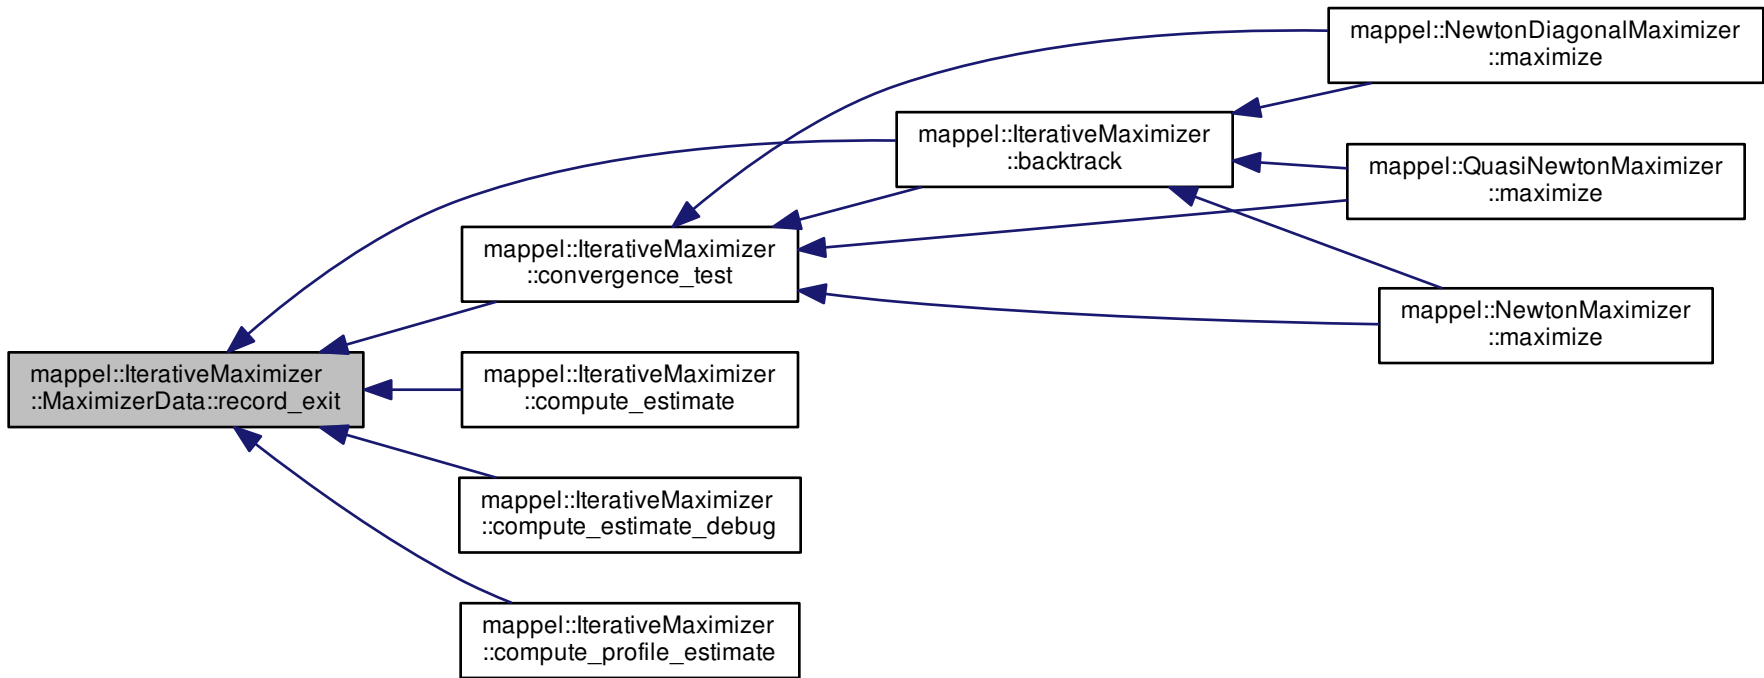 mappel::NewtonDiagonalMaximizer
::maximize
mappel::IterativeMaximizer
::backtrack
mappel::QuasiNewtonMaximizer
::maximize
mappel::IterativeMaximizer
::convergence_test
mappel::NewtonMaximizer
::maximize
mappel::IterativeMaximizer
::MaximizerData::record_exit
mappel::IterativeMaximizer
::compute_estimate
mappel::IterativeMaximizer
::compute_estimate_debug
mappel::IterativeMaximizer
::compute_profile_estimate